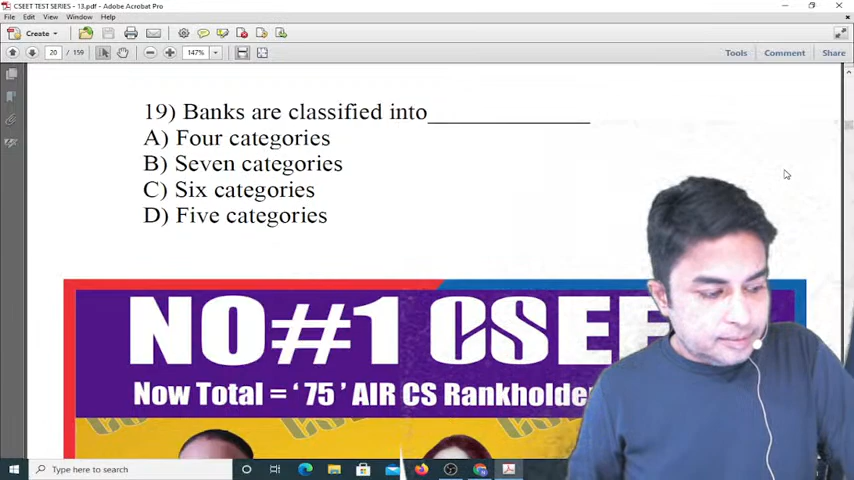 CSEET TEST SERIES - 13.pdf - Adobe Acrobat Pro
File Edit View Window Help
Create
20 / 159
147%
Tools Comment Share
19) Banks are classified into_______________
A) Four categories
B) Seven categories
C) Six categories
D) Five categories
NO#1 CSEE
Now Total = ‘ 75 ’ AIR CS Rankholde
Type here to search